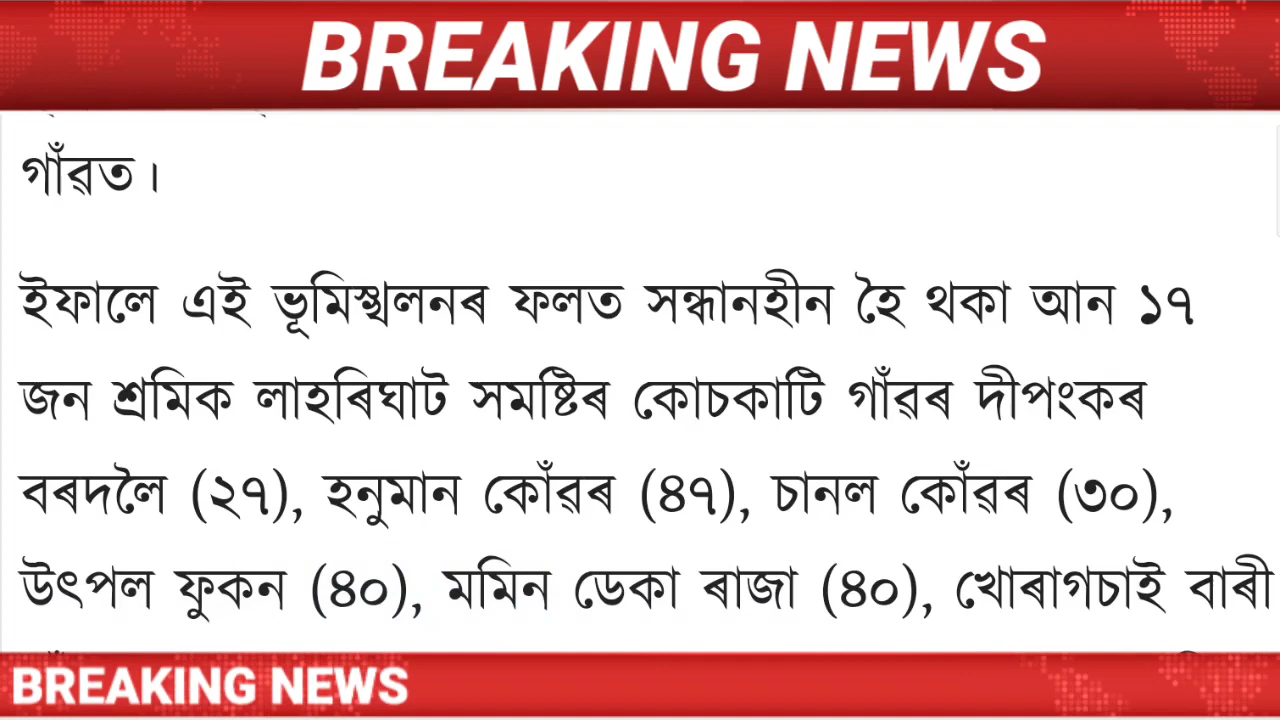 BREAKING NEWS
গাঁৱত।
ইফালে এই ভূমিস্খলনৰ ফলত সন্ধানহীন হৈ থকা আন ১৭
জন শ্ৰমিক লাহৰিঘাট সমষ্টিৰ কোচকাটি গাঁৱৰ দীপংকৰ
বৰদলৈ (২৭), হনুমান কোঁৱৰ (৪৭), চানল কোঁৱৰ (৩০),
উৎপল ফুকন (৪০), মমিন ডেকা ৰাজা (৪০), খোৰাগচাই বাৰী
BREAKING NEWS